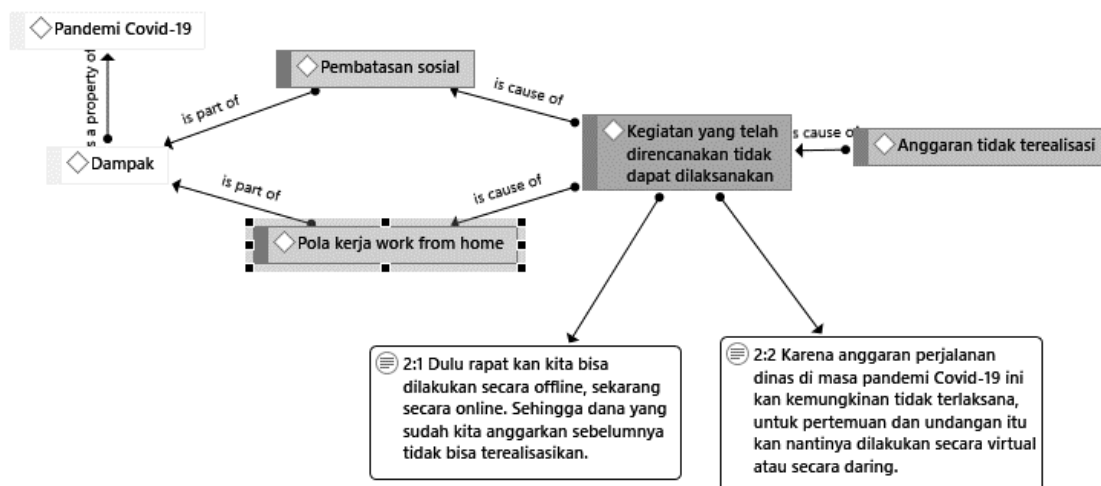 Pandemi Covid-19
s a property of
Pembatasan sosial
is part of
is cause of
Kegiatan yang telah
direncanakan tidak
dapat dilaksanakan
s cause of
Anggaran tidak terealisasi
Dampak
is part of
is cause of
Pola kerja work from home
2:1 Dulu rapat kan kita bisa
dilakukan secara offline, sekarang
secara online. Sehingga dana yang
sudah kita anggarkan sebelumnya
tidak bisa terealisasikan.
2:2 Karena anggaran perjalanan
dinas di masa pandemi Covid-19 ini
kan kemungkinan tidak terlaksana,
untuk pertemuan dan undangan itu
kan nantinya dilakukan secara virtual
atau secara daring.